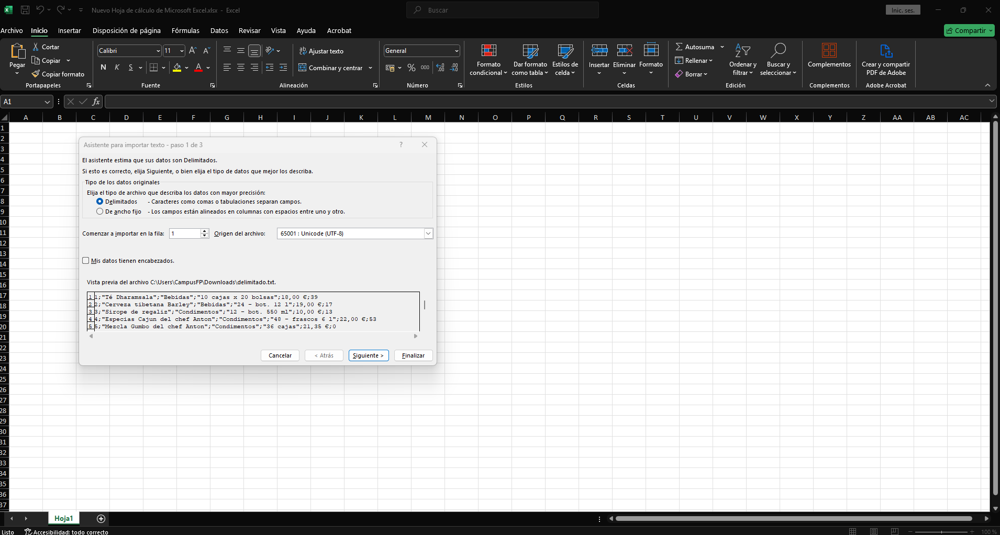 Nuevo Hoja de cálculo de Microsoft Excel.xlsx - Excel
Buscar
Inic. ses.
Archivo Inicio Insertar Disposición de página Fórmulas Datos Revisar Vista Ayuda Acrobat
Compartir
Pegar
Cortar
Copiar
Copiar formato
Portapapeles
Calibri 11
N K S
Fuente
Ajustar texto
Combinar y centrar
Alineación
General
% 000
Número
Formato condicional
Dar formato como tabla
Estilos de celda
Estilos
Insertar Eliminar Formato
Celdas
Autosuma
Rellenar
Borrar
Ordenar y filtrar
Buscar y seleccionar
Edición
Complementos
Complementos
Crear y compartir PDF de Adobe
Adobe Acrobat
A1
fx
A B C D E F G H I J K L M N O P Q R S T U V W X Y Z AA AB AC
1
2
3
4
5
6
7
8
9
10
11
12
13
14
15
16
17
18
19
20
21
22
23
24
25
26
27
28
29
30
31
32
33
34
35
36
37
Asistente para importar texto - paso 1 de 3
?
El asistente estima que sus datos son Delimitados.
Si esto es correcto, elija Siguiente, o bien elija el tipo de datos que mejor los describa.
Tipo de los datos originales
Elija el tipo de archivo que describa los datos con mayor precisión:
Delimitados - Caracteres como comas o tabulaciones separan campos.
De ancho fijo - Los campos están alineados en columnas con espacios entre uno y otro.
Comenzar a importar en la fila: 1 Origen del archivo: 65001 : Unicode (UTF-8)
Mis datos tienen encabezados.
Vista previa del archivo C:\Users\CampusFP\Downloads\delimitado.txt.
1 1;"Té Dharamsala";"Bebidas";"10 cajas x 20 bolsas";18,00 €;39
2 2;"Cerveza tibetana Barley";"Bebidas";"24 - bot. 12 l";19,00 €;17
3 3;"Sirope de regaliz";"Condimentos";"12 - bot. 550 ml";10,00 €;13
4 4;"Especias Cajun del chef Anton";"Condimentos";"48 - frascos 6 l";22,00 €;53
5 5;"Mezcla Gumbo del chef Anton";"Condimentos";"36 cajas";21,35 €;0
Cancelar < Atrás Siguiente > Finalizar
Hoja1
Listo Accesibilidad: todo correcto
100 %